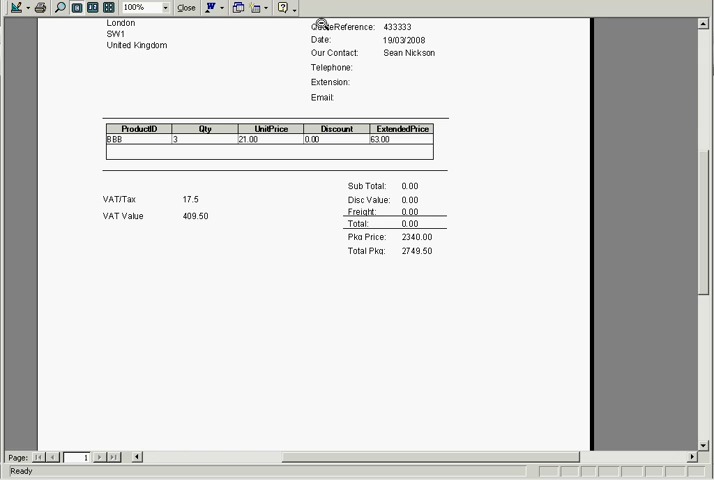 100% Close
London
SW1
United Kingdom
QuoteReference: 433333
Date: 19/03/2008
Our Contact: Sean Nickson
Telephone:
Extension:
Email:
ProductID Qty UnitPrice Discount ExtendedPrice
BBB 3 21.00 0.00 63.00
Sub Total: 0.00
VAT/Tax 17.5 Disc Value: 0.00
Freight: 0.00
VAT Value 409.50
Total: 0.00
Pkg Price: 2340.00
Total Pkg: 2749.50
Page: 1
Ready